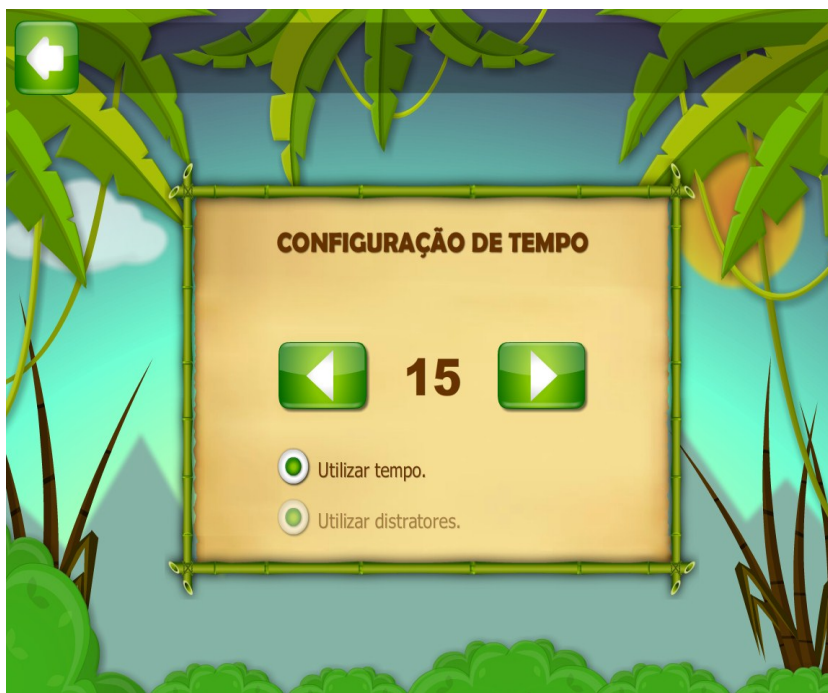 CONFIGURAÇÃO DE TEMPO
15
Utilizar tempo.
Utilizar distratores.